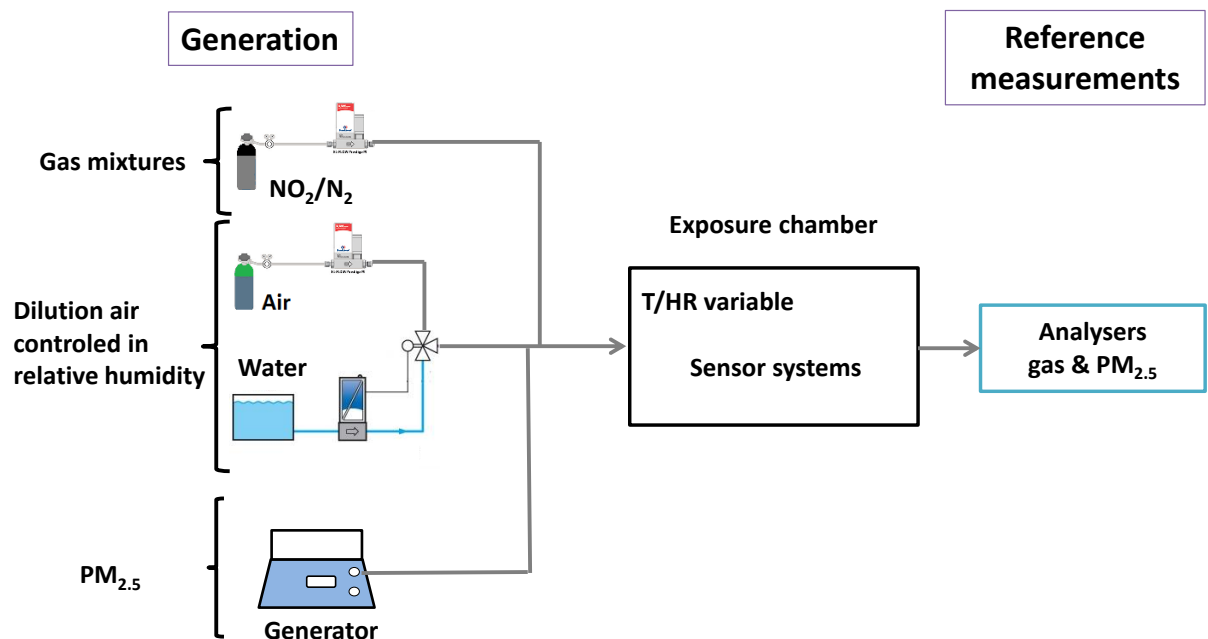 Generation
Reference
measurements
Gas mixtures
NO₂/N₂
Exposure chamber
Air
Dilution air
controled in
relative humidity
Water
T/HR variable
Sensor systems
Analysers
gas & PM₂.₅
PM₂.₅
Generator